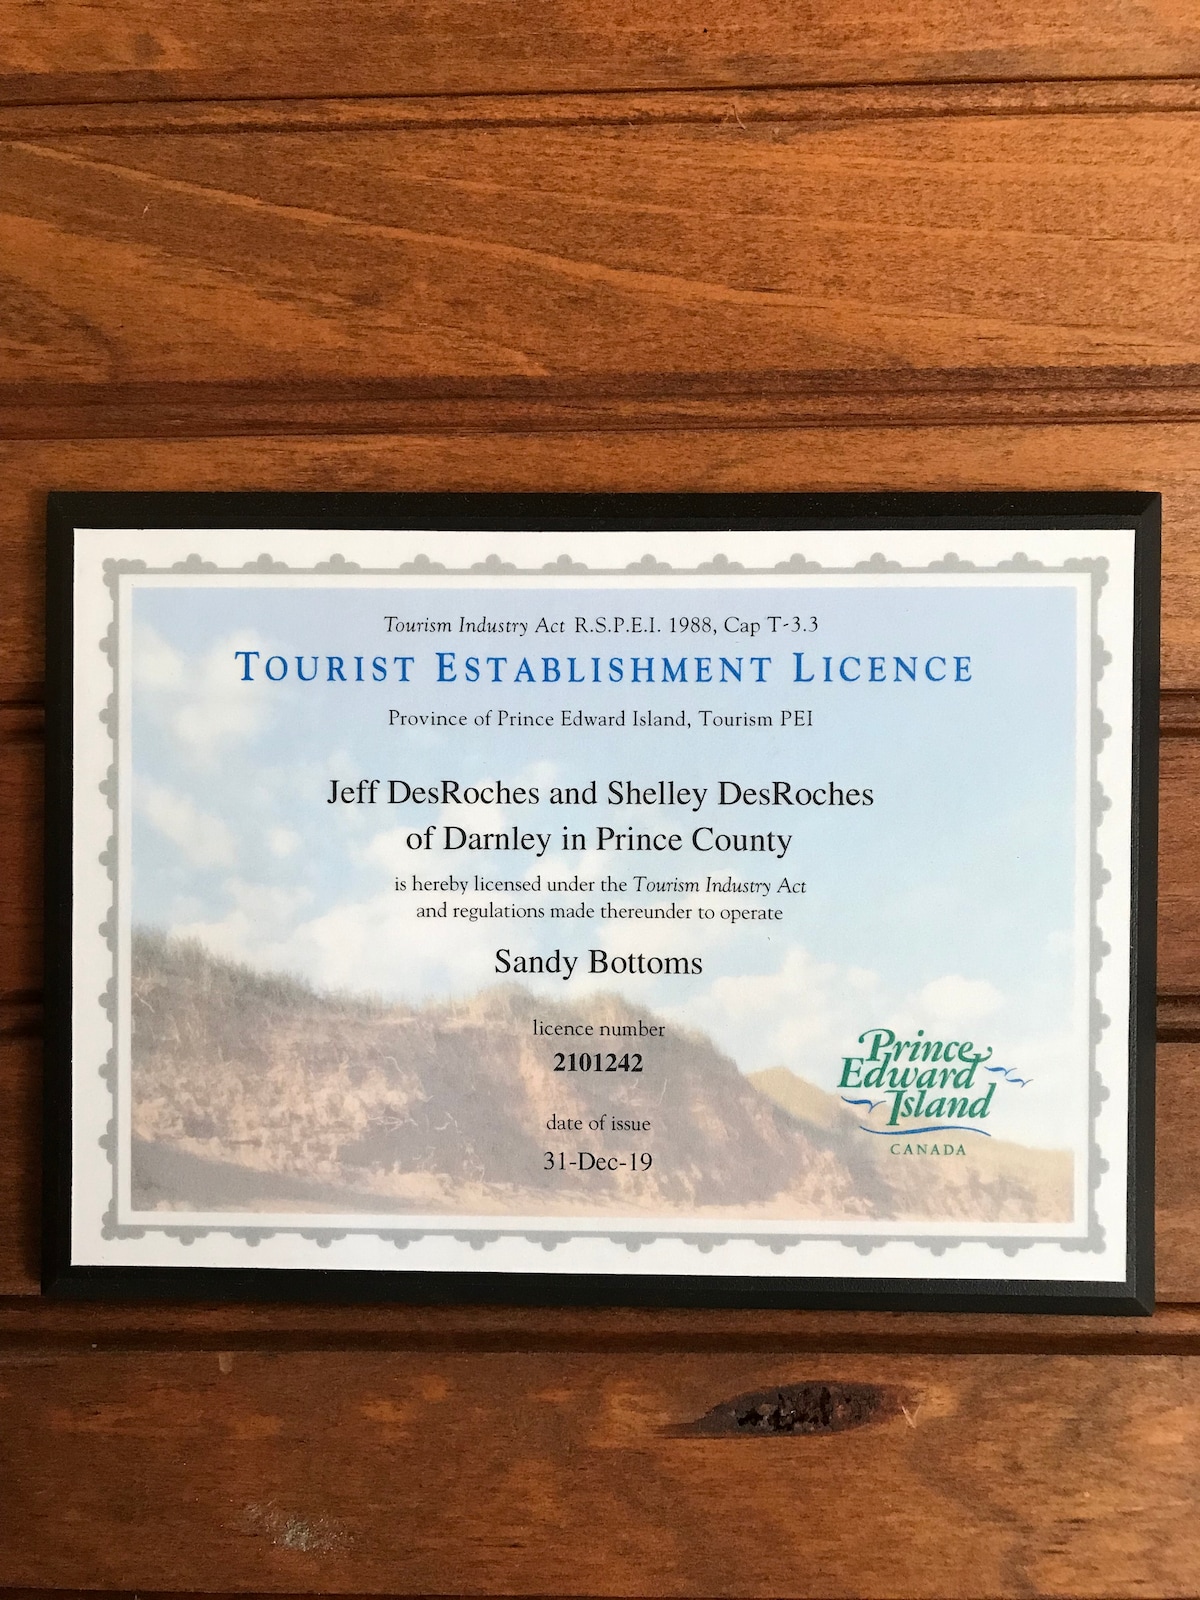 Tourism Industry Act R.S.P.E.I. 1988, Cap T-3.3
TOURIST ESTABLISHMENT LICENCE
Province of Prince Edward Island, Tourism PEI
Jeff DesRoches and Shelley DesRoches
of Darnley in Prince County
is hereby licensed under the Tourism Industry Act
and regulations made thereunder to operate
Sandy Bottoms
licence number
2101242
date of issue
31-Dec-19
Prince
Edward
Island
CANADA